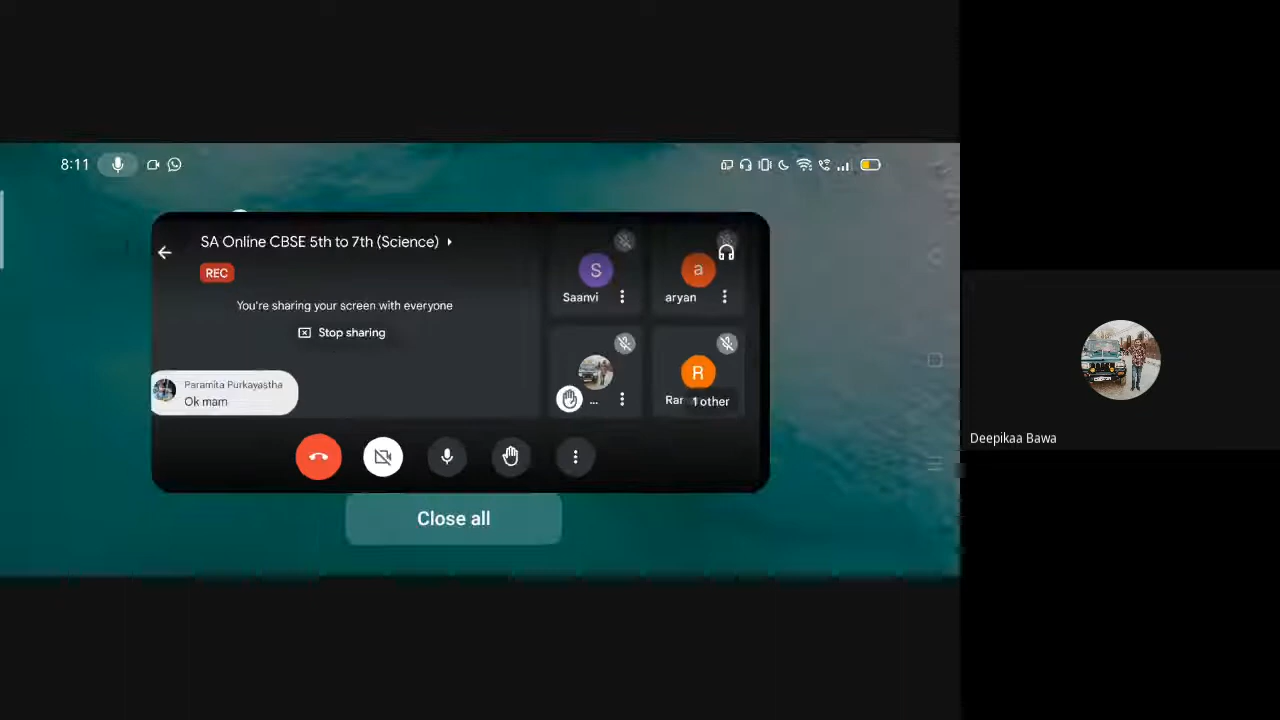 8:11
SA Online CBSE 5th to 7th (Science)
REC
You're sharing your screen with everyone
Stop sharing
Paramita Purkayastha
Ok mam
S
Saanvi
a
aryan
...
R
Rar
1 other
Close all
Deepikaa Bawa